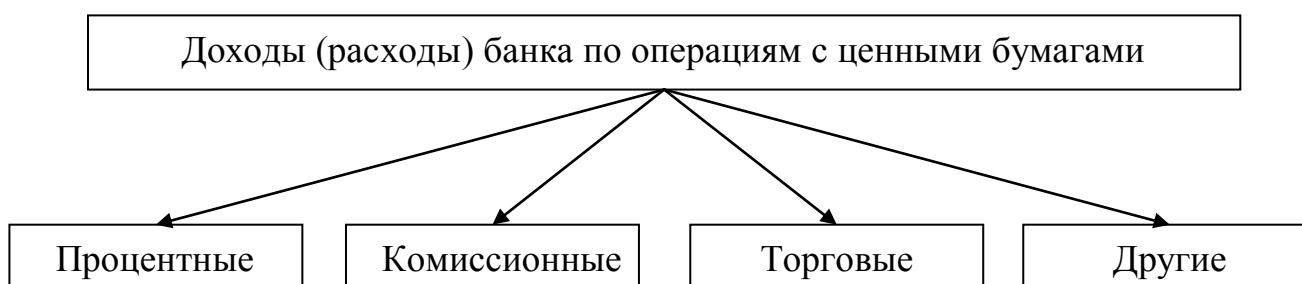 Доходы (расходы) банка по операциям с ценными бумагами
Процентные
Комиссионные
Торговые
Другие